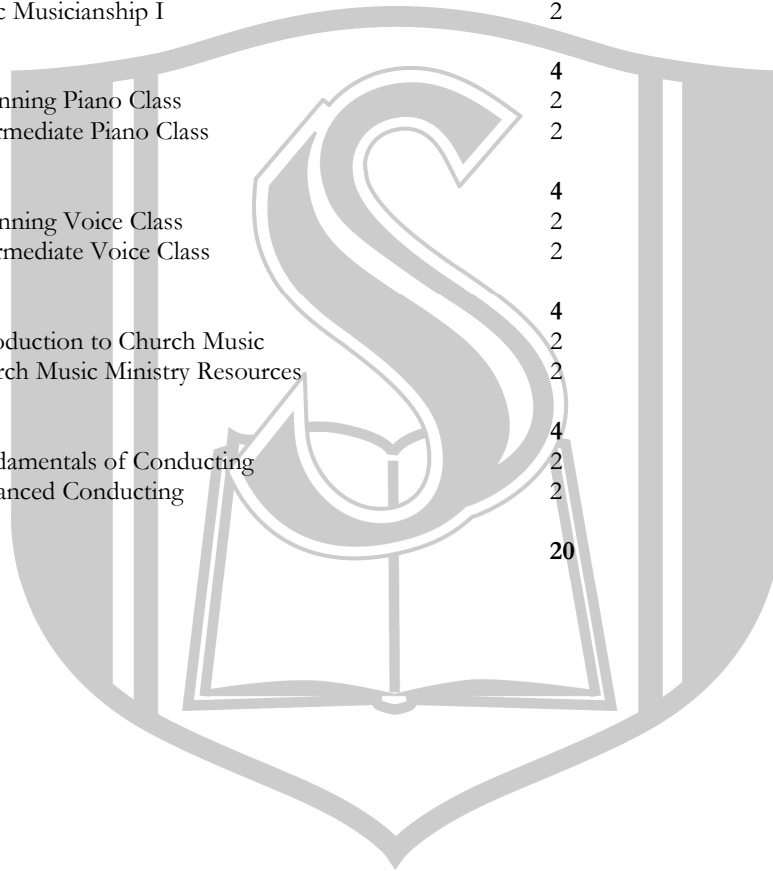 c Musicianship I 2
4
nning Piano Class 2
rmediate Piano Class 2
4
nning Voice Class 2
rmediate Voice Class 2
4
oduction to Church Music 2
rch Music Ministry Resources 2
4
damentals of Conducting 2
anced Conducting 2
20
S